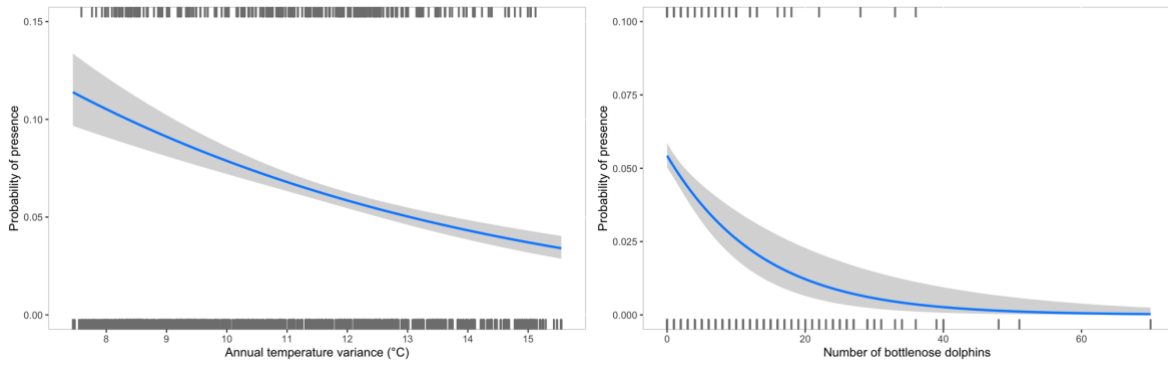 0.15
0.10
0.05
0.00
Probability of presence
8 9 10 11 12 13 14 15
Annual temperature variance (°C)
0.100
0.075
0.050
0.025
0.000
Probability of presence
0 20 40 60
Number of bottlenose dolphins